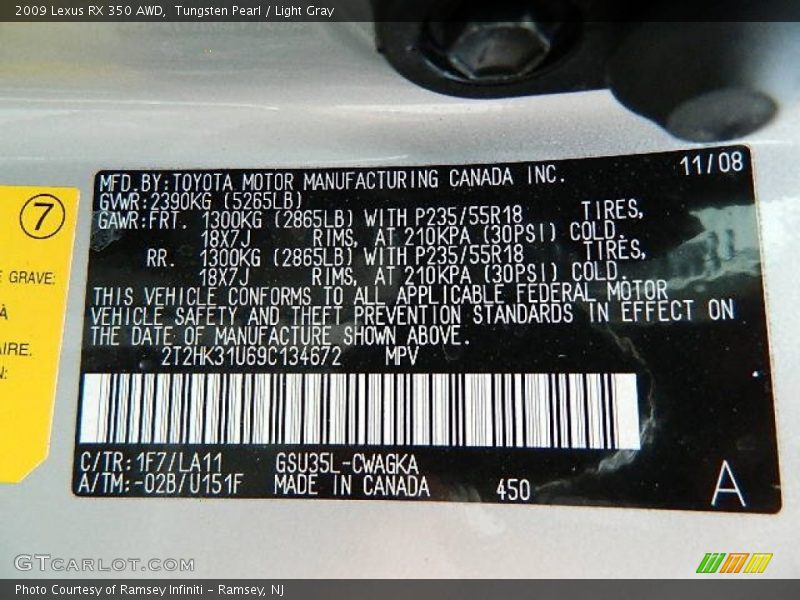 2009 Lexus RX 350 AWD,  Tungsten Pearl / Light Gray
11/08
MFD.BY:TOYOTA MOTOR MANUFACTURING CANADA INC.
GVWR:2390KG (5265LB)
GAWR:FRT. 1300KG (2865LB) WITH P235/55R18 TIRES,
18X7J RIMS, AT 210KPA (30PSI) COLD.
RR. 1300KG (2865LB) WITH P235/55R18 TIRES,
18X7J RIMS, AT 210KPA (30PSI) COLD.
THIS VEHICLE CONFORMS TO ALL APPLICABLE FEDERAL MOTOR
VEHICLE SAFETY AND THEFT PREVENTION STANDARDS IN EFFECT ON
THE DATE OF MANUFACTURE SHOWN ABOVE.
2T2HK31U69C134672 MPV
C/TR:1F7/LA11 GSU35L-CWAGKA
A/TM:-02B/U151F MADE IN CANADA 450 A
7
GRAVE:
À
AIRE.
N:
GTCARLOT.COM
Photo Courtesy of Ramsey Infiniti - Ramsey, NJ